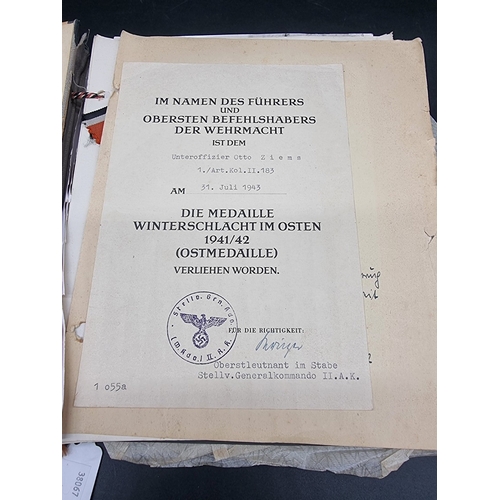 IM NAMEN DES FÜHRERS
UND
OBERSTEN BEFEHLSHABERS
DER WEHRMACHT
IST DEM
Unteroffizier Otto Z i e m s
1./Art.Kol.II.183
AM 31. Juli 1943
DIE MEDAILLE
WINTERSCHLACHT IM OSTEN
1941/42
(OSTMEDAILLE)
VERLIEHEN WORDEN.
FÜR DIE RICHTIGKEIT:
Oberstleutnant im Stabe
Stellv.Generalkommando II.A.K.
1 o55a
38067